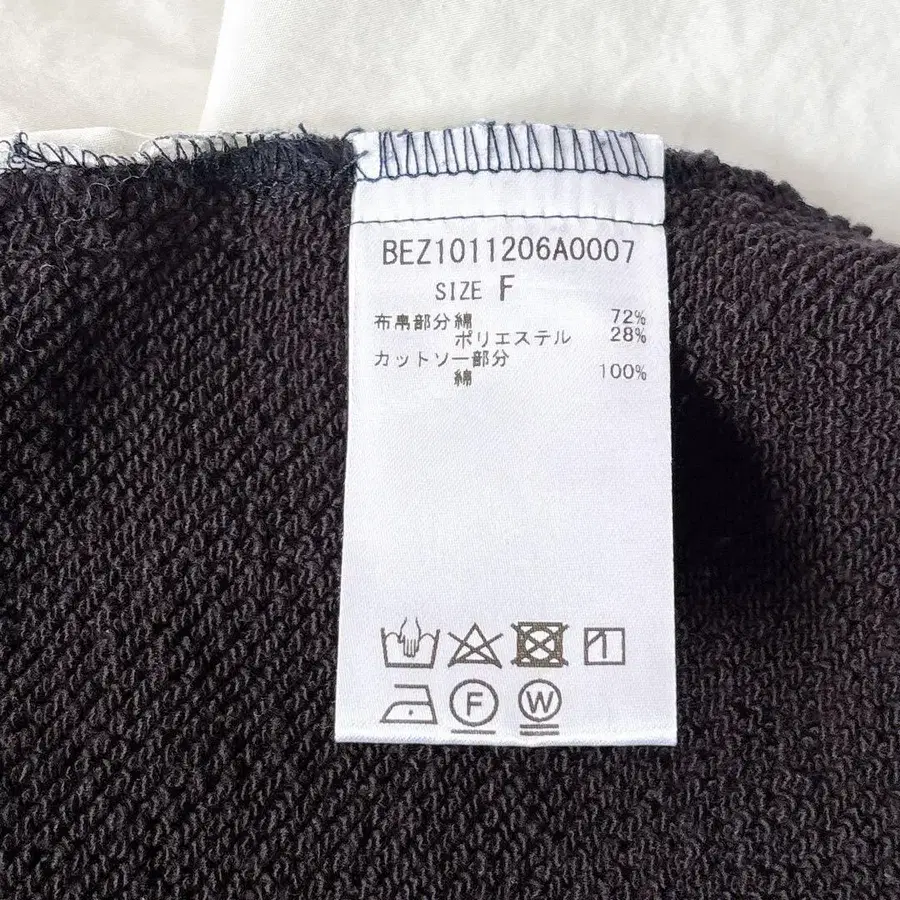 BEZ1011206A0007
SIZE F
布帛部分綿 72%
ポリエステル 28%
カットソー部分
綿 100%
F W